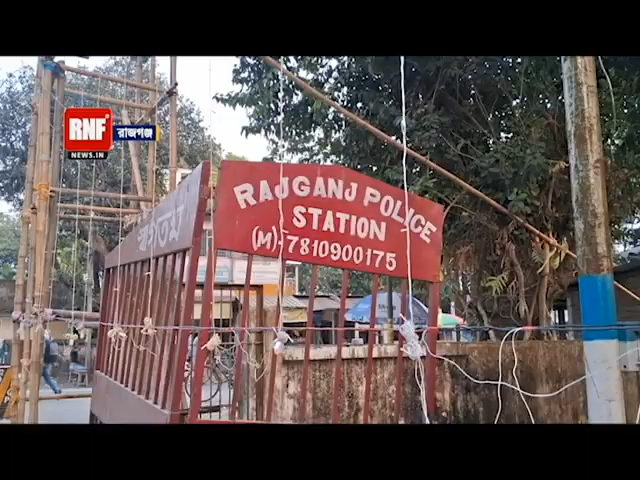 RNF
NEWS.IN
রাজগঞ্জ
RAJGANJ POLICE
STATION
(M)-7810900175